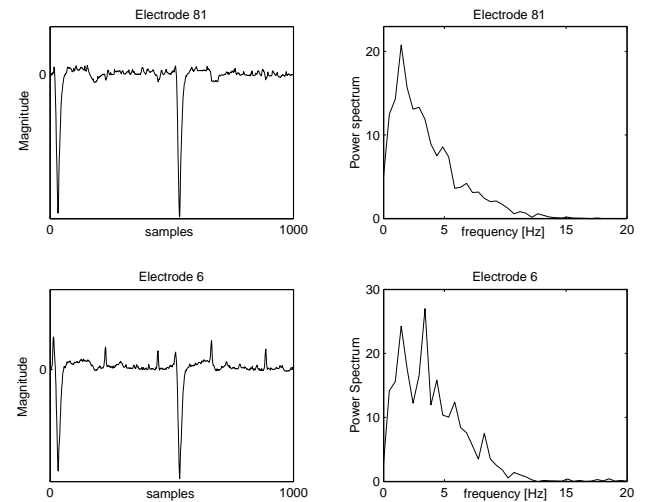 Electrode 81
Magnitude
0
0
samples
1000
Electrode 81
Power spectrum
20
10
0
0
5
frequency [Hz]
15
20
Electrode 6
Magnitude
0
0
samples
1000
Electrode 6
Power Spectrum
30
20
10
0
0
5
frequency [Hz]
15
20